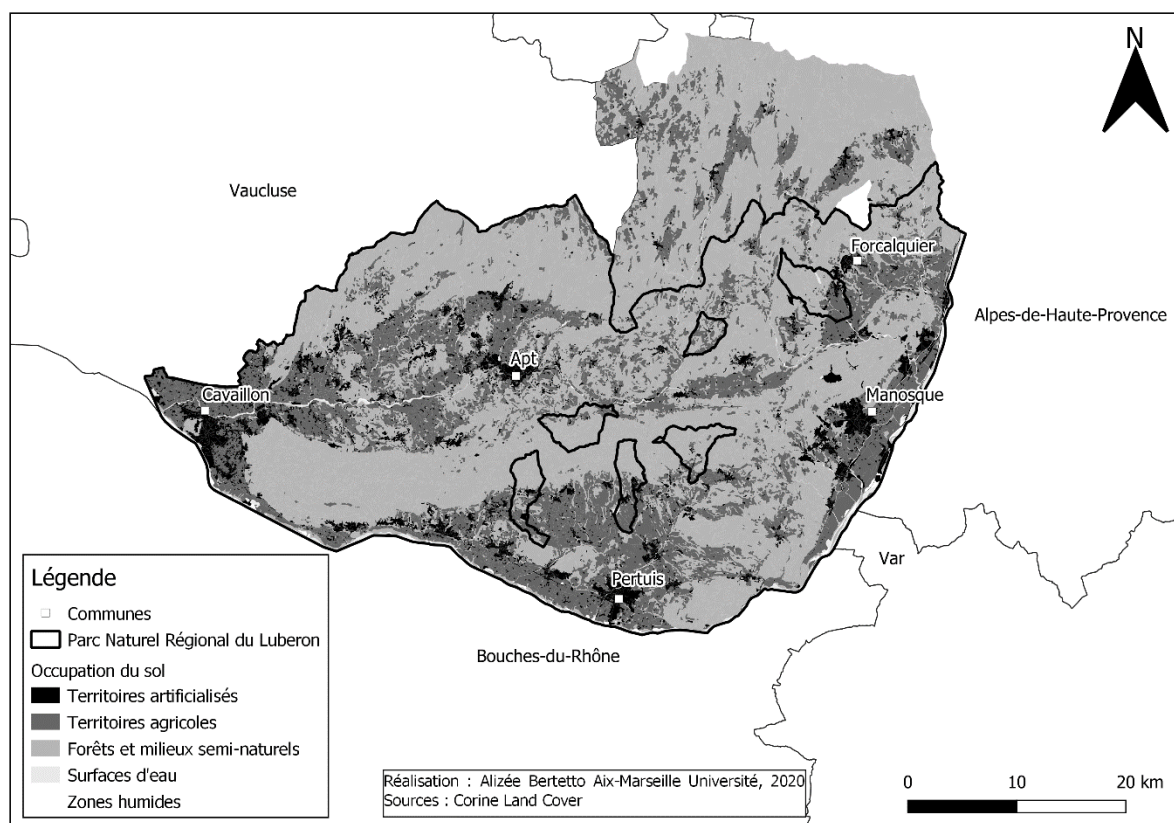 N
Vaucluse
Forcalquier
Alpes-de-Haute-Provence
Apt
Cavaillon
Manosque
Var
Pertuis
Bouches-du-Rhône
Légende
Communes
Parc Naturel Régional du Luberon
Occupation du sol
Territoires artificialisés
Territoires agricoles
Forêts et milieux semi-naturels
Surfaces d'eau
Zones humides
Réalisation : Alizée Bertetto Aix-Marseille Université, 2020
Sources : Corine Land Cover
0 10 20 km